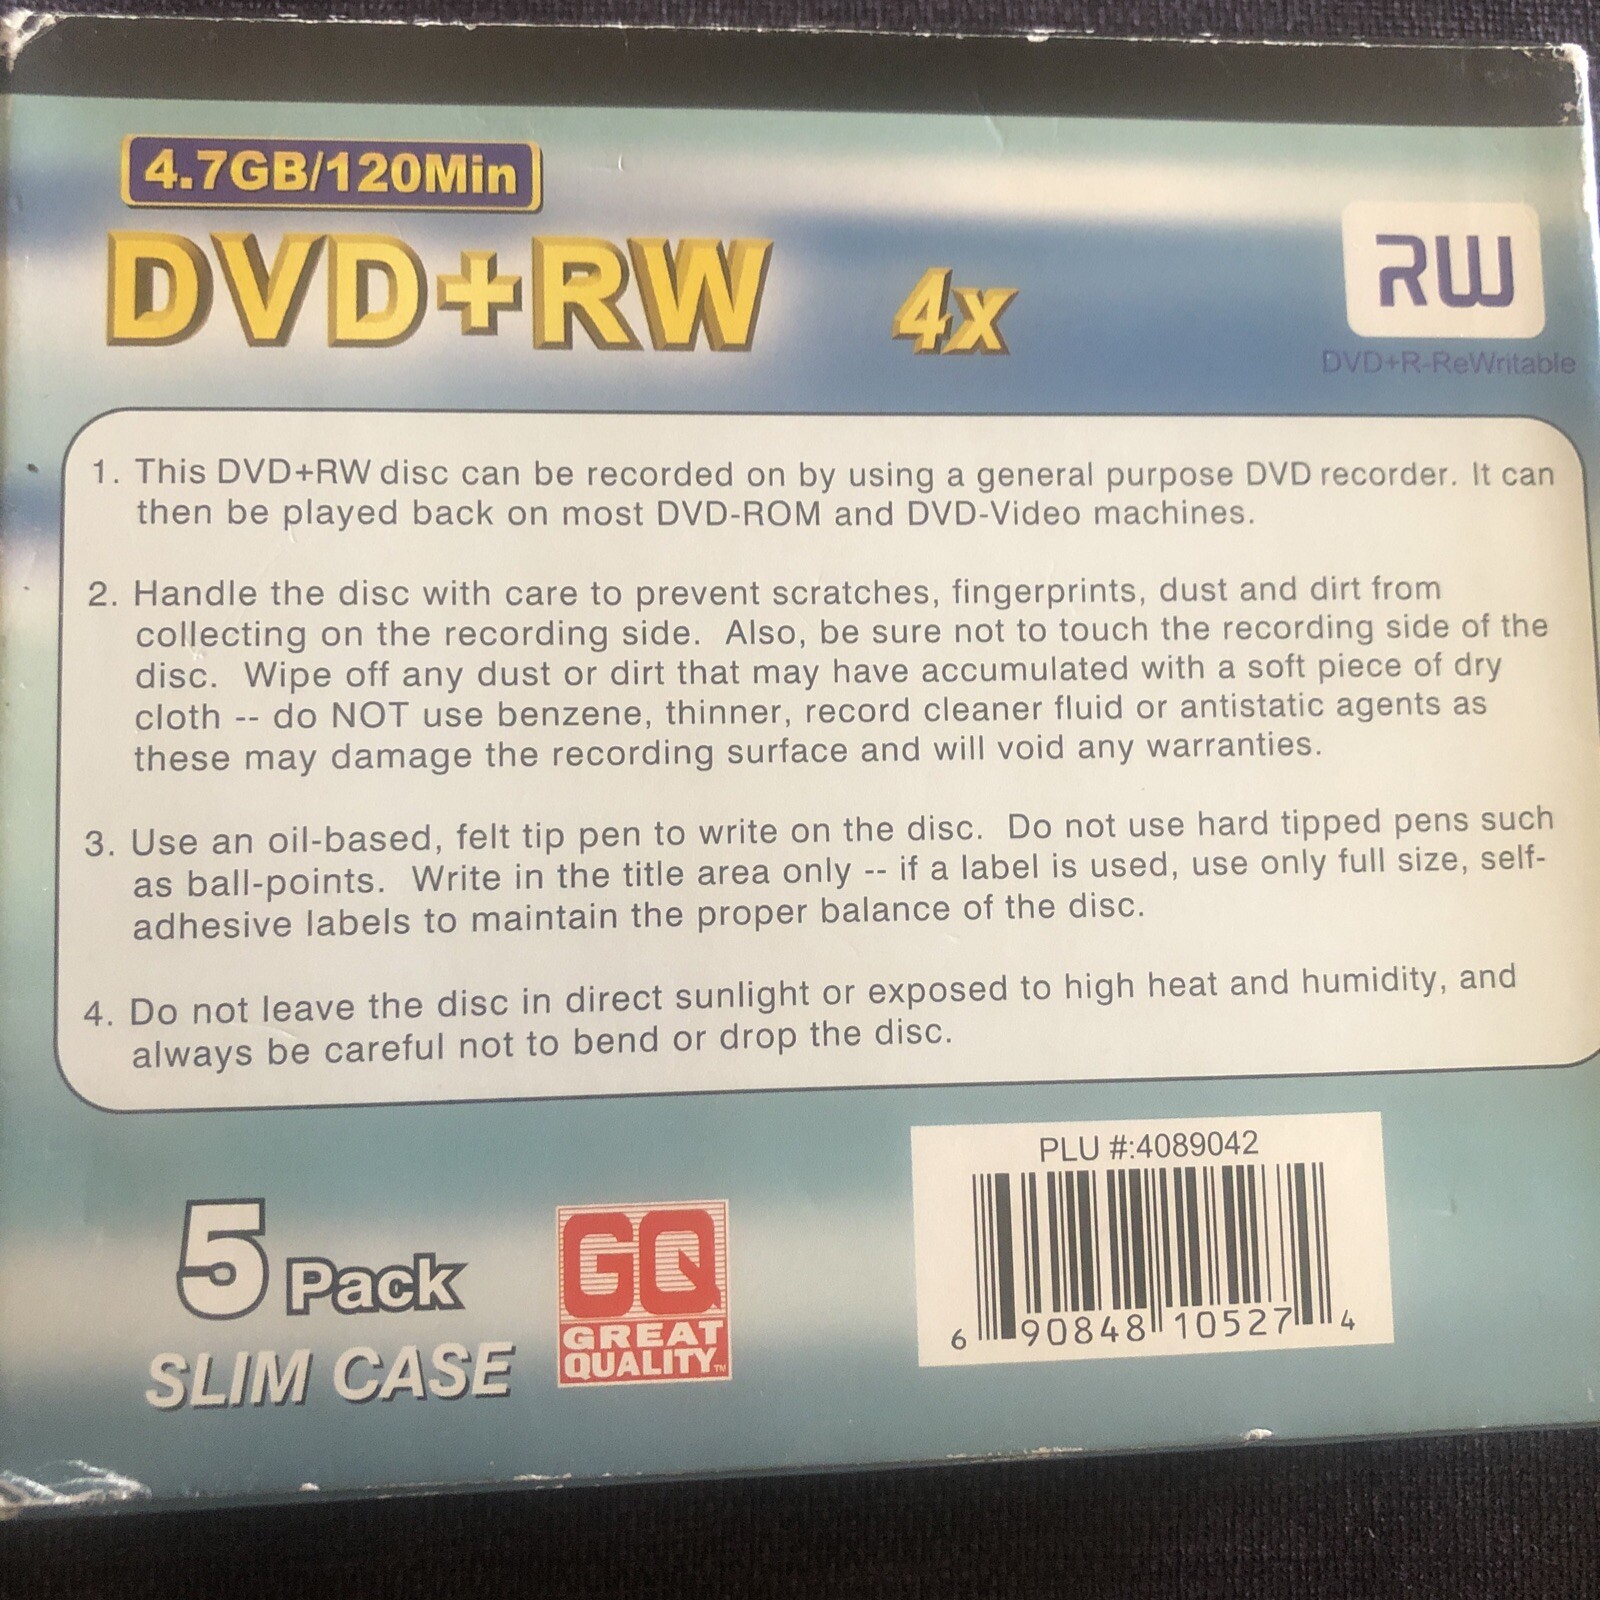 4.7GB/120Min
DVD+RW 4x
RW
DVD+R-ReWritable
1. This DVD+RW disc can be recorded on by using a general purpose DVD recorder. It can
then be played back on most DVD-ROM and DVD-Video machines.
2. Handle the disc with care to prevent scratches, fingerprints, dust and dirt from
collecting on the recording side. Also, be sure not to touch the recording side of the
disc. Wipe off any dust or dirt that may have accumulated with a soft piece of dry
cloth -- do NOT use benzene, thinner, record cleaner fluid or antistatic agents as
these may damage the recording surface and will void any warranties.
3. Use an oil-based, felt tip pen to write on the disc. Do not use hard tipped pens such
as ball-points. Write in the title area only -- if a label is used, use only full size, self-
adhesive labels to maintain the proper balance of the disc.
4. Do not leave the disc in direct sunlight or exposed to high heat and humidity, and
always be careful not to bend or drop the disc.
5 Pack
SLIM CASE
GQ
GREAT
QUALITY™
PLU #:4089042
6 90848 10527 4